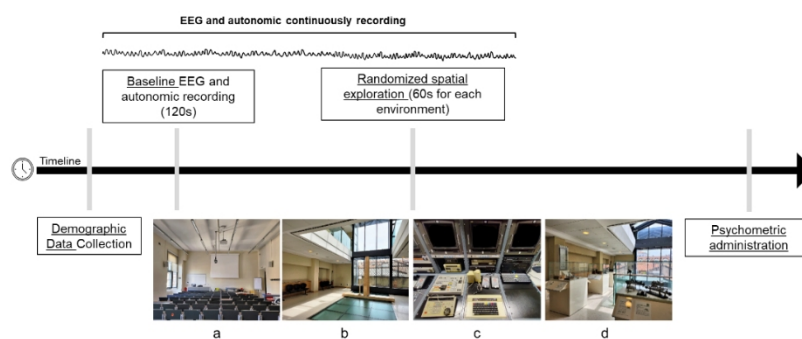 EEG and autonomic continuously recording
Baseline EEG and
autonomic recording
(120s)
Randomized spatial
exploration (60s for each
environment)
Timeline
Demographic
Data Collection
Psychometric
administration
a
b
c
d